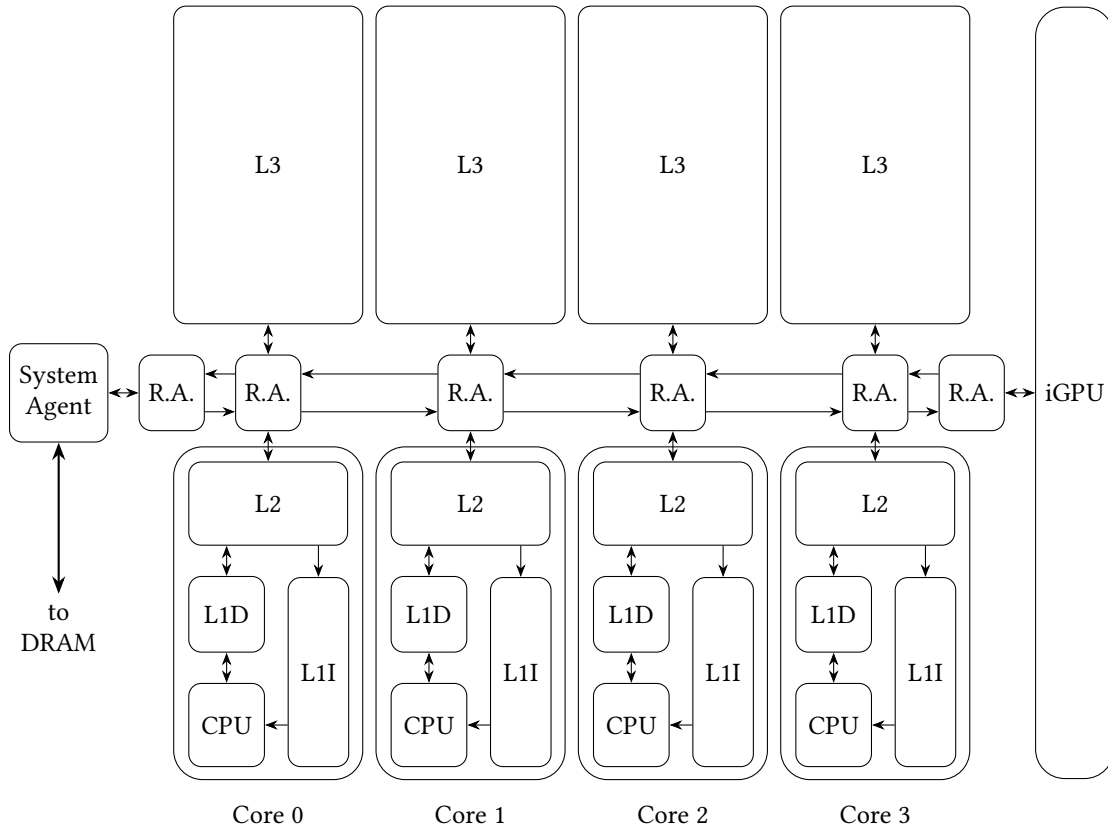 L3
L3
L3
L3
System
Agent
R.A.
R.A.
R.A.
R.A.
R.A.
R.A.
iGPU
L2
L2
L2
L2
to
DRAM
L1D
L1I
CPU
L1D
L1I
CPU
L1D
L1I
CPU
L1D
L1I
CPU
Core 0
Core 1
Core 2
Core 3